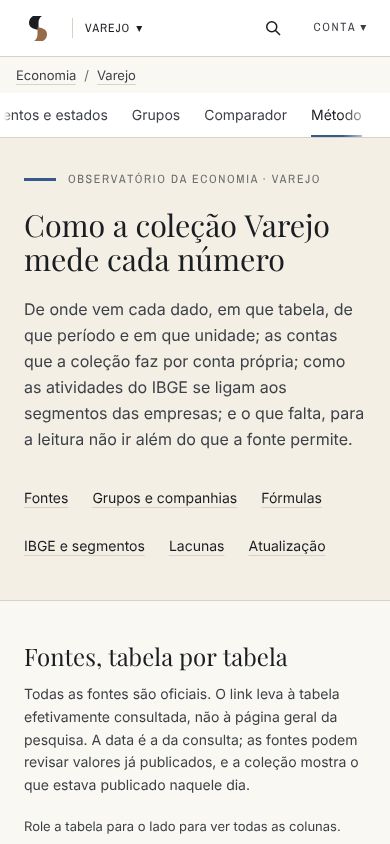 VAREJO ▾
CONTA ▾
Economia / Varejo
entos e estados Grupos Comparador Método
OBSERVATÓRIO DA ECONOMIA · VAREJO
Como a coleção Varejo
mede cada número
De onde vem cada dado, em que tabela, de
que período e em que unidade; as contas
que a coleção faz por conta própria; como
as atividades do IBGE se ligam aos
segmentos das empresas; e o que falta, para
a leitura não ir além do que a fonte permite.
Fontes Grupos e companhias Fórmulas
IBGE e segmentos Lacunas Atualização
Fontes, tabela por tabela
Todas as fontes são oficiais. O link leva à tabela
efetivamente consultada, não à página geral da
pesquisa. A data é a da consulta; as fontes podem
revisar valores já publicados, e a coleção mostra o
que estava publicado naquele dia.
Role a tabela para o lado para ver todas as colunas.